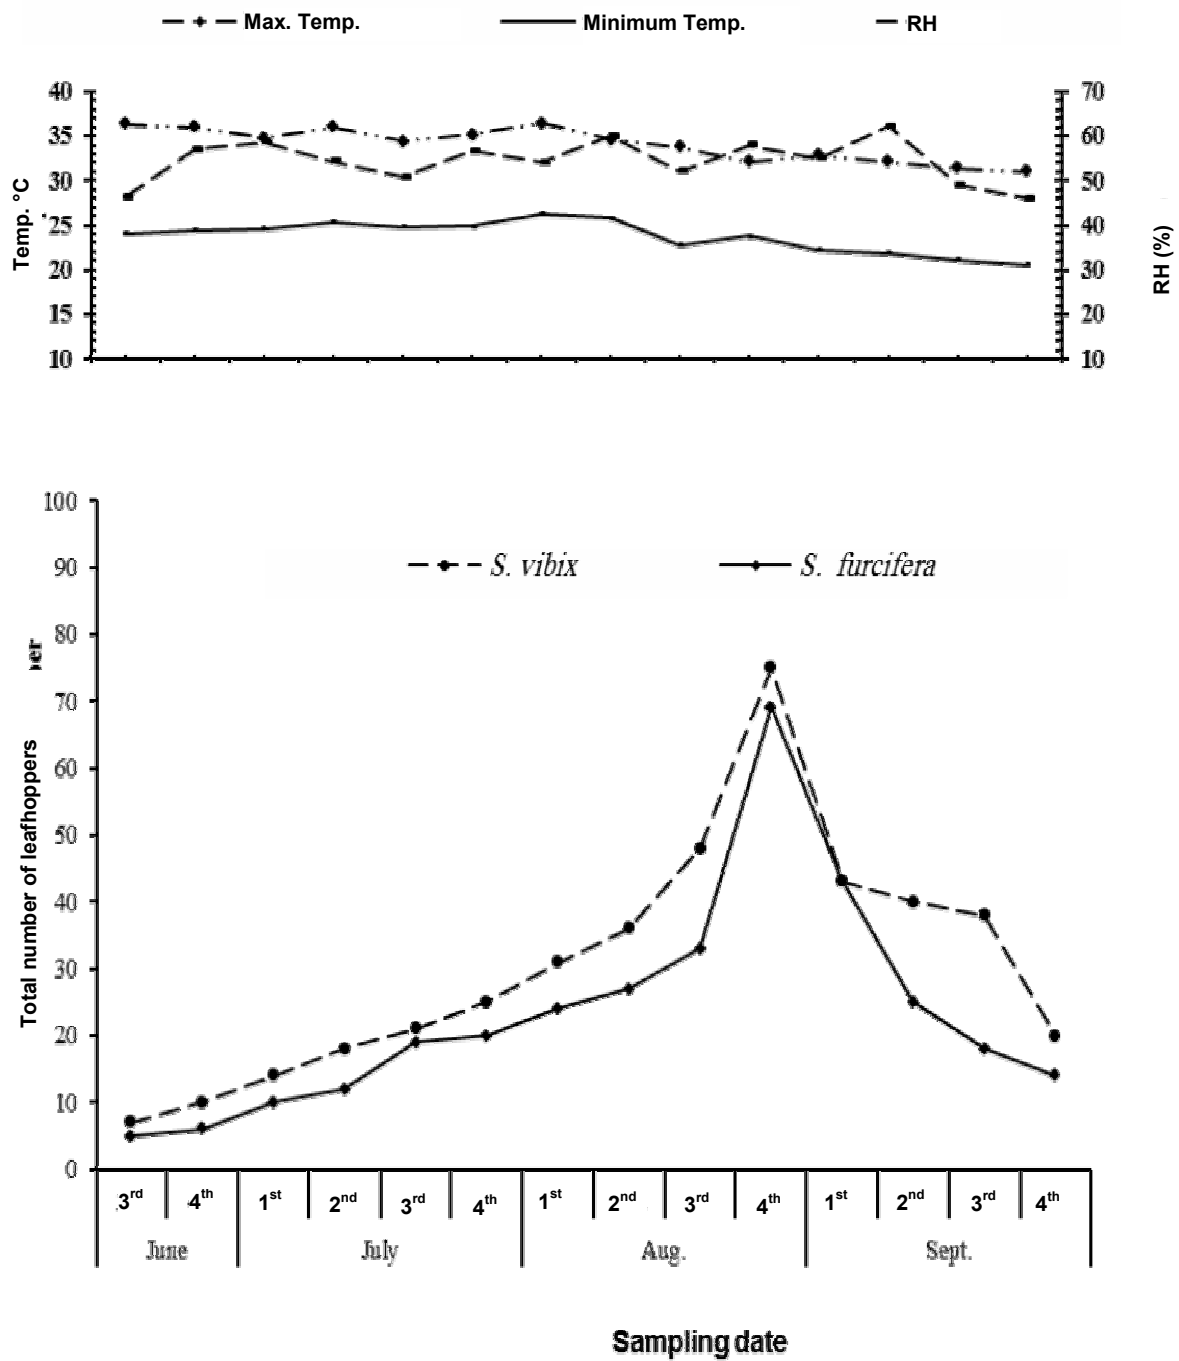 Max. Temp. Minimum Temp. RH
40 70
35 60
30 50
25 40
20 30
15 20
10 10
Temp. °C
RH (%)
100
90
80
70
60
50
40
30
20
10
0
S. vibix S. furcifera
Total number of leafhoppers
3rd 4th 1st 2nd 3rd 4th 1st 2nd 3rd 4th 1st 2nd 3rd 4th
June July Aug. Sept.
Sampling date